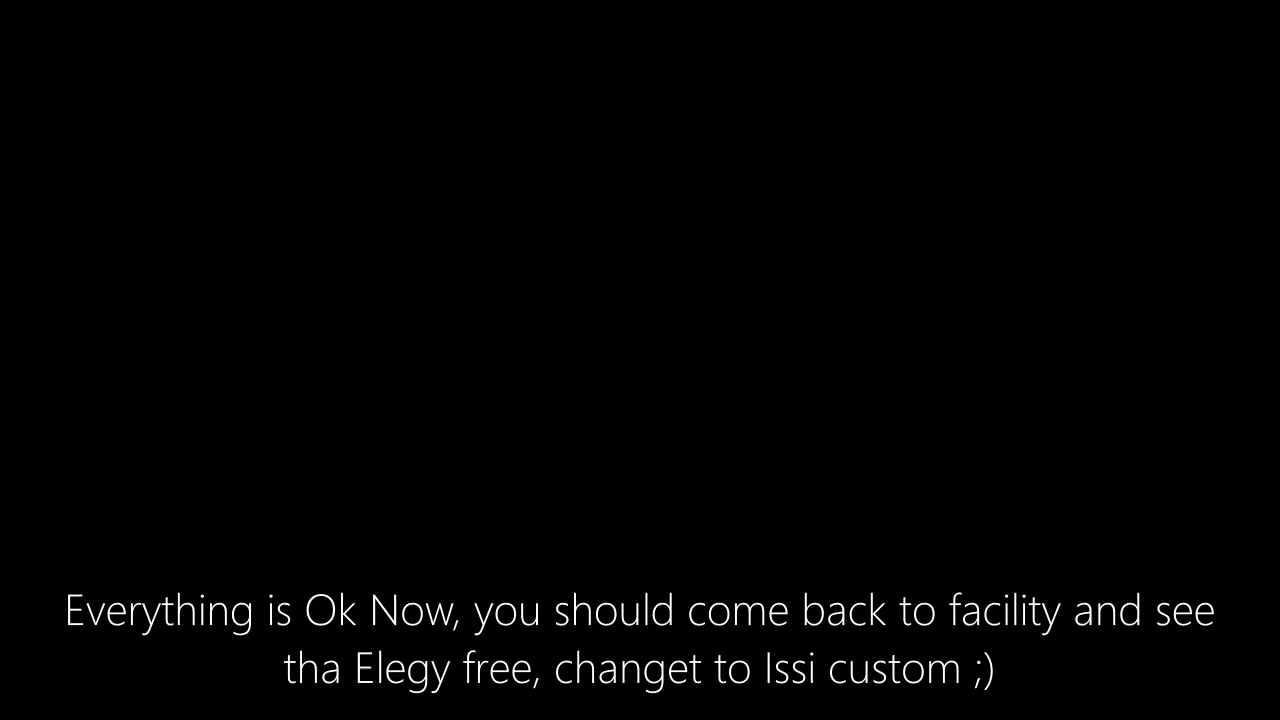 Everything is Ok Now, you should come back to facility and see
tha Elegy free, changet to Issi custom ;)